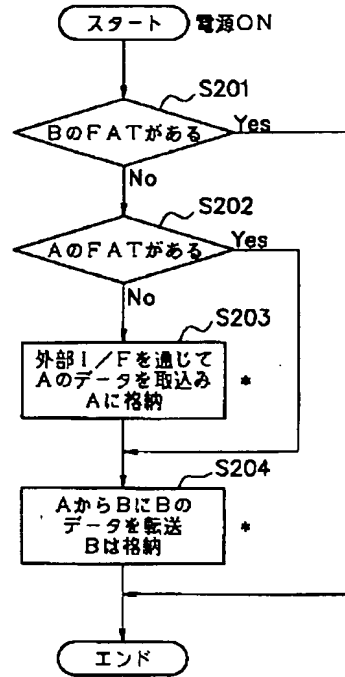 スタート 電源ON
S201
BのFATがある Yes
No
S202
AのFATがある Yes
No
S203
外部I/Fを通じて
Aのデータを取込み
Aに格納
*
S204
AからBにBの
データを転送
Bは格納
*
エンド